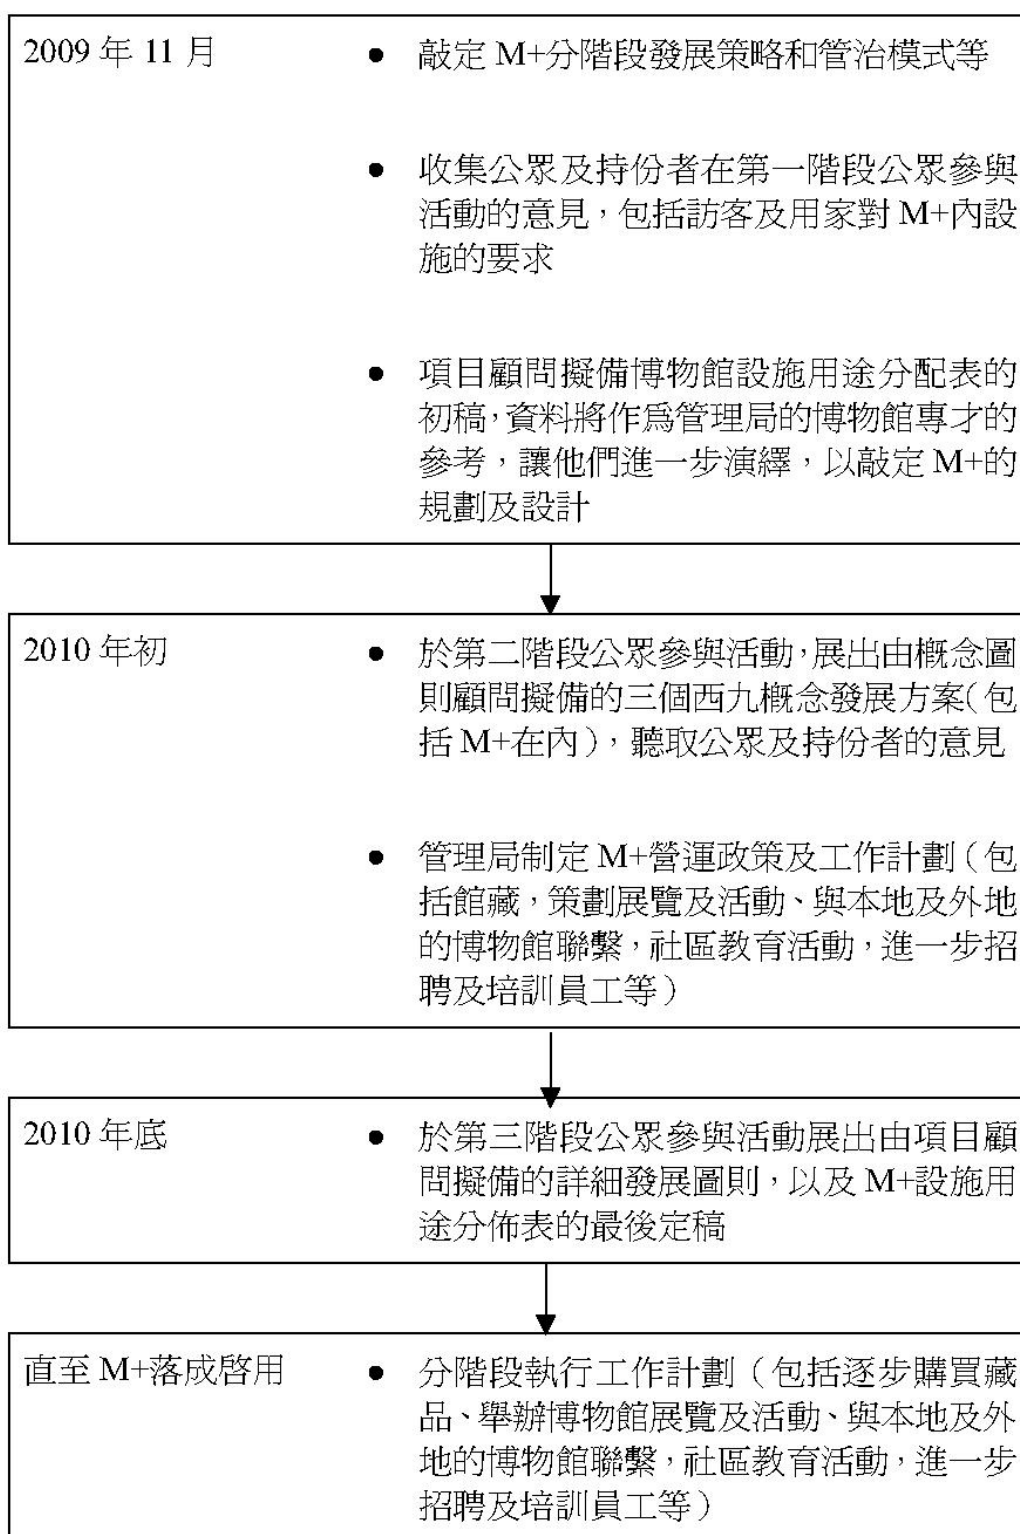 2009 年 11 月 ● 敲定 M+分階段發展策略和管治模式等
● 收集公眾及持份者在第一階段公眾參與
活動的意見，包括訪客及用家對 M+內設
施的要求
● 項目顧問擬備博物館設施用途分配表的
初稿，資料將作爲管理局的博物館專才的
參考，讓他們進一步演繹，以敲定 M+的
規劃及設計
2010 年初 ● 於第二階段公眾參與活動，展出由概念圖
則顧問擬備的三個西九概念發展方案（包
括 M+在內），聽取公眾及持份者的意見
● 管理局制定 M+營運政策及工作計劃（包
括館藏，策劃展覽及活動、與本地及外地
的博物館聯繫，社區教育活動，進一步招
聘及培訓員工等）
2010 年底 ● 於第三階段公眾參與活動展出由項目顧
問擬備的詳細發展圖則，以及 M+設施用
途分佈表的最後定稿
直至 M+落成啓用 ● 分階段執行工作計劃（包括逐步購買藏
品、舉辦博物館展覽及活動、與本地及外
地的博物館聯繫，社區教育活動，進一步
招聘及培訓員工等）